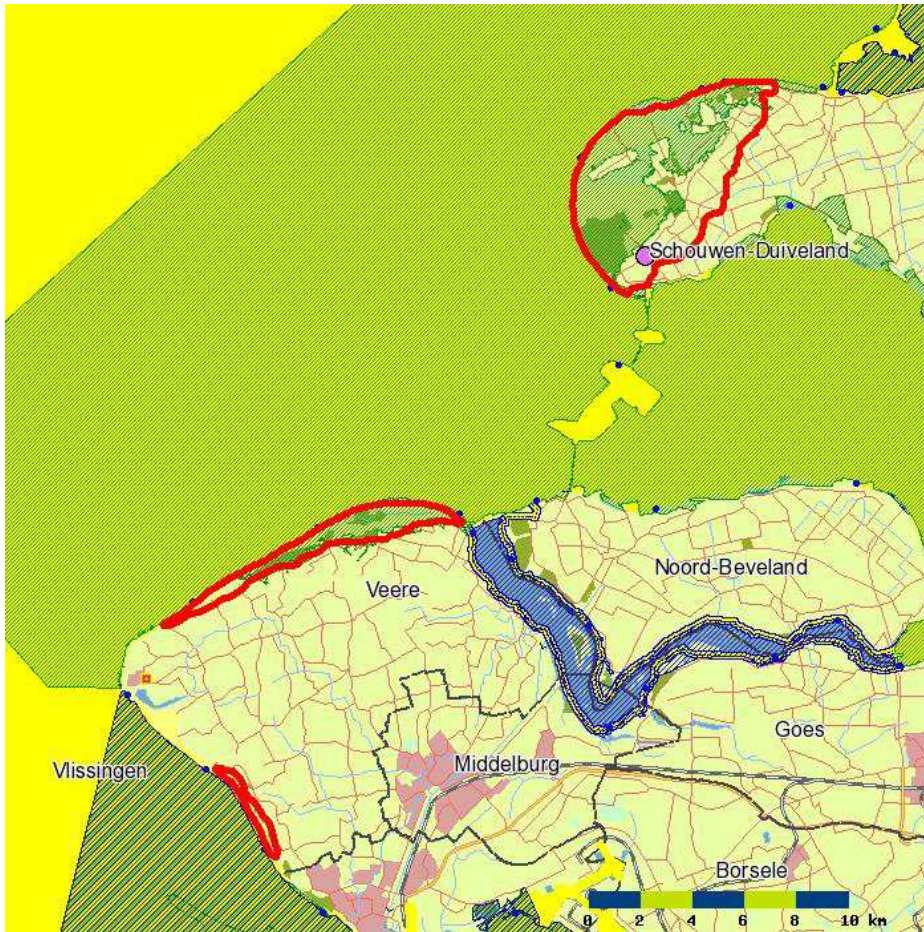 Schouwen-Duiveland
Noord-Beveland
Veere
Goes
Vlissingen
Middelburg
Borsele
0 2 4 6 8 10 km